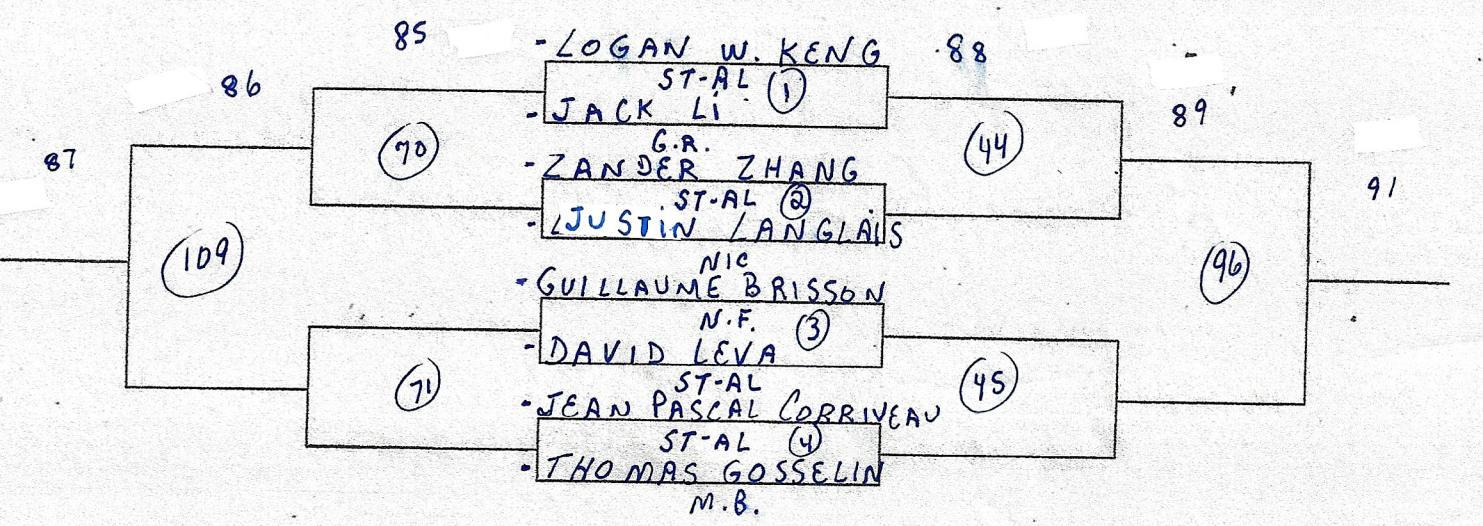 85
- LOGAN W. KENG
.88
86
ST-AL 1
- JACK Li
89
87
70
G.R.
44
- ZANDER ZHANG
ST-AL 2
91
- JUSTiN LANGLAIS
109
NIC
96
- GUILLAUME BRISSON
N.F. 3
- DAVID LEVA
71
ST-AL
45
- JEAN PASCAL CORRIVEAU
ST-AL 4
- THOMAS GOSSELIN
M.B.